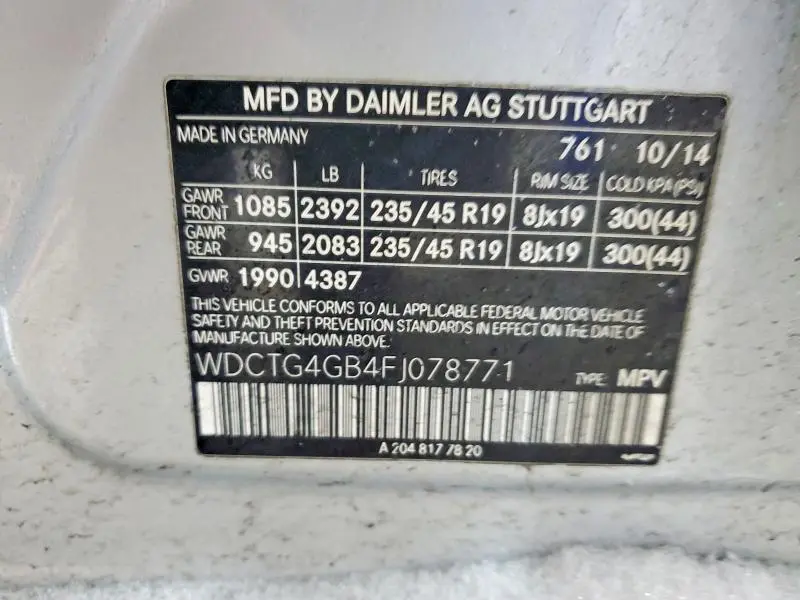 MFD BY DAIMLER AG STUTTGART
MADE IN GERMANY 761 10/14
KG LB TIRES RIM SIZE COLD KPA (PSI)
GAWR FRONT 1085 2392 235/45 R19 8Jx19 300(44)
GAWR REAR 945 2083 235/45 R19 8Jx19 300(44)
GVWR 1990 4387
THIS VEHICLE CONFORMS TO ALL APPLICABLE FEDERAL MOTOR VEHICLE
SAFETY AND THEFT PREVENTION STANDARDS IN EFFECT ON THE DATE OF
MANUFACTURE SHOWN ABOVE.
WDCTG4GB4FJ078771 TYPE: MPV
A 204 817 78 20